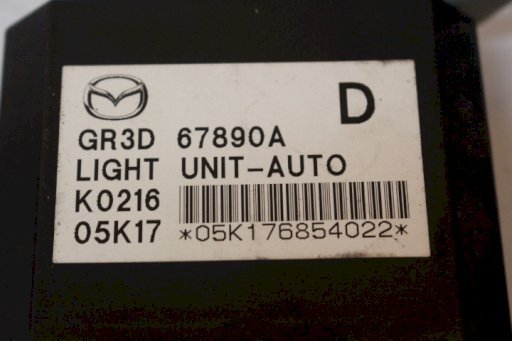 D
GR3D 67890A
LIGHT UNIT-AUTO
K0216
05K17 *05K176854022*